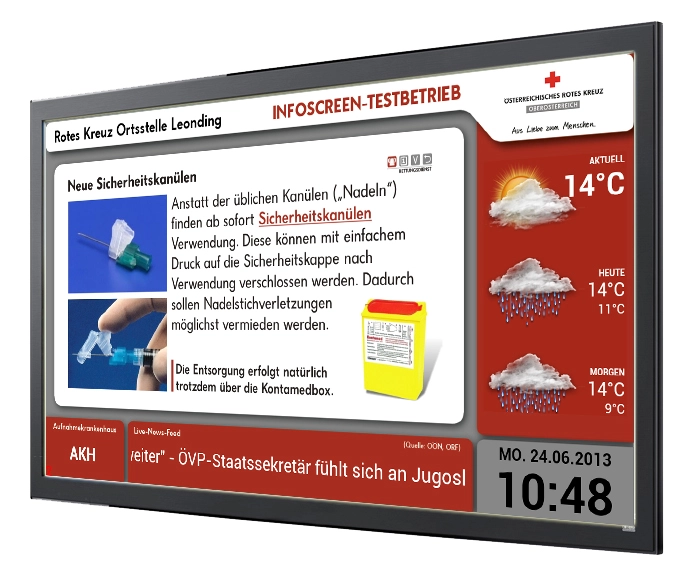 Rotes Kreuz Ortsstelle Leonding
INFOSCREEN-TESTBETRIEB
ÖSTERREICHISCHES ROTES KREUZ
OBERÖSTERREICH
Aus Liebe zum Menschen.
Neue Sicherheitskanülen
RETTUNGSDIENST
Anstatt der üblichen Kanülen („Nadeln“)
finden ab sofort Sicherheitskanülen
Verwendung. Diese können mit einfachem
Druck auf die Sicherheitskappe nach
Verwendung verschlossen werden. Dadurch
sollen Nadelstichverletzungen
möglichst vermieden werden.
Die Entsorgung erfolgt natürlich
trotzdem über die Kontamedbox.
AKTUELL
14°C
HEUTE
14°C
11°C
MORGEN
14°C
9°C
Aufnahmekrankenhaus
AKH
Live-News-Feed
(Quelle: OON, ORF)
weiter" - ÖVP-Staatssekretär fühlt sich an Jugosl
MO. 24.06.2013
10:48